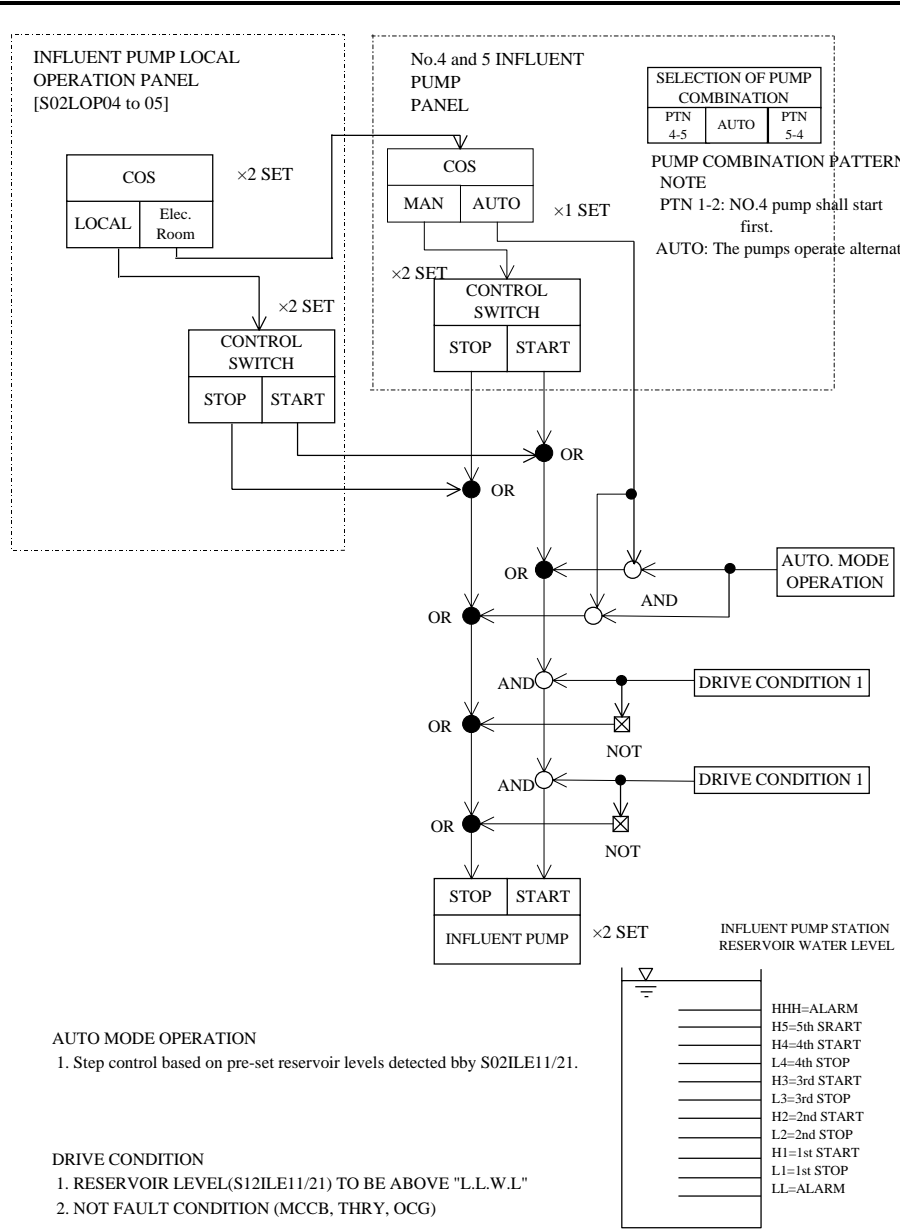 INFLUENT PUMP LOCAL
OPERATION PANEL
[S02LOP04 to 05]
No.4 and 5 INFLUENT
PUMP
PANEL
SELECTION OF PUMP
COMBINATION
PTN
4-5
AUTO
PTN
5-4
PUMP COMBINATION PATTERN
NOTE
PTN 1-2: NO.4 pump shall start
first.
AUTO: The pumps operate alternat
COS
×2 SET
LOCAL
Elec.
Room
COS
MAN
AUTO
×1 SET
×2 SET
CONTROL
SWITCH
STOP
START
×2 SET
CONTROL
SWITCH
STOP
START
OR
OR
OR
AND
AUTO. MODE
OPERATION
OR
AND
DRIVE CONDITION 1
OR
NOT
AND
DRIVE CONDITION 1
OR
NOT
STOP
START
INFLUENT PUMP
×2 SET
INFLUENT PUMP STATION
RESERVOIR WATER LEVEL
HHH=ALARM
H5=5th SRART
H4=4th START
L4=4th STOP
H3=3rd START
L3=3rd STOP
H2=2nd START
L2=2nd STOP
H1=1st START
L1=1st STOP
LL=ALARM
AUTO MODE OPERATION
1. Step control based on pre-set reservoir levels detected bby S02ILE11/21.
DRIVE CONDITION
1. RESERVOIR LEVEL(S12ILE11/21) TO BE ABOVE "L.L.W.L"
2. NOT FAULT CONDITION (MCCB, THRY, OCG)